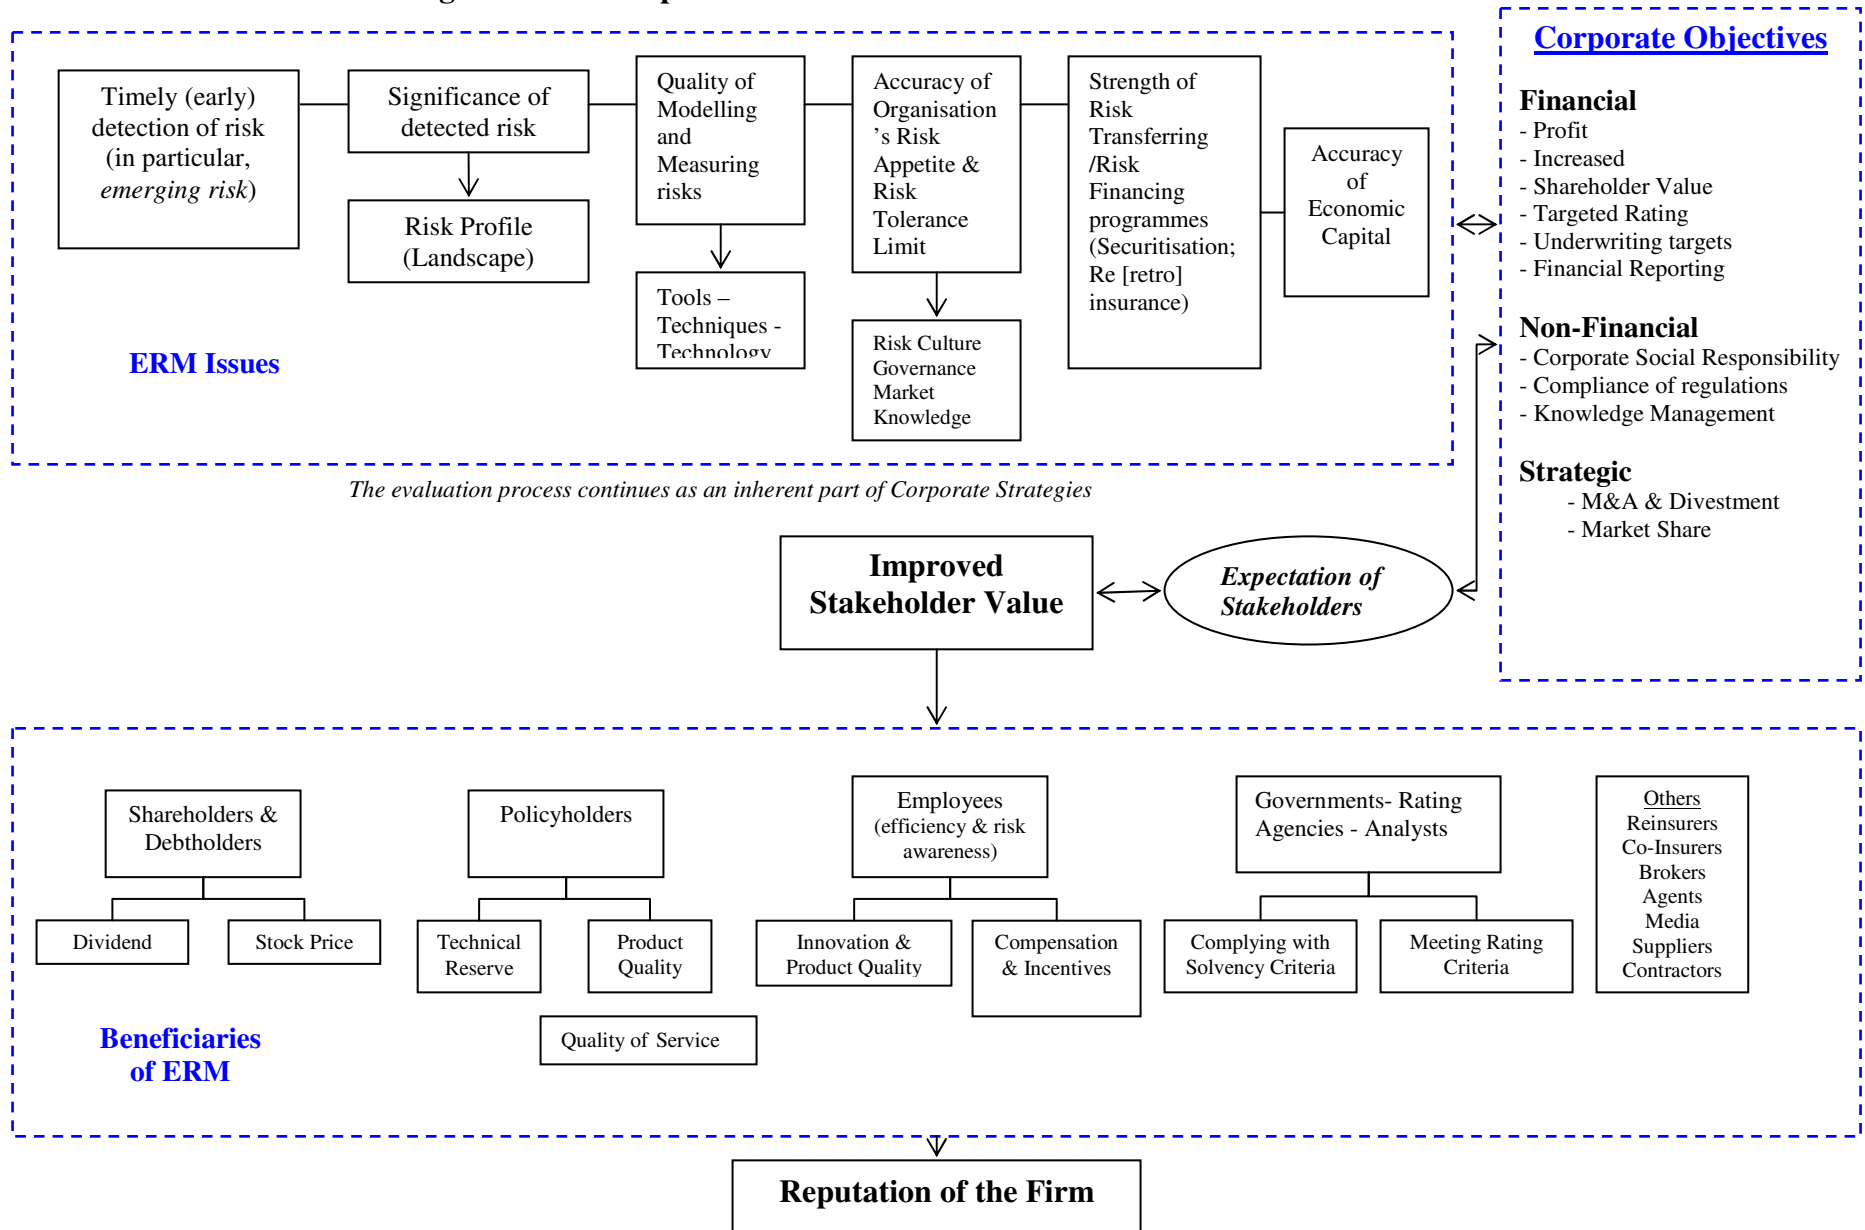 Timely (early)
detection of risk
(in particular,
emerging risk)
Significance of
detected risk
Risk Profile
(Landscape)
Quality of
Modelling
and
Measuring
risks
Tools –
Techniques -
Technology
Accuracy of
Organisation
’s Risk
Appetite &
Risk
Tolerance
Limit
Risk Culture
Governance
Market
Knowledge
Strength of
Risk
Transferring
/Risk
Financing
programmes
(Securitisation;
Re [retro]
insurance)
Accuracy
of
Economic
Capital
ERM Issues
Corporate Objectives
Financial
- Profit
- Increased
- Shareholder Value
- Targeted Rating
- Underwriting targets
- Financial Reporting
Non-Financial
- Corporate Social Responsibility
- Compliance of regulations
- Knowledge Management
Strategic
- M&A & Divestment
- Market Share
The evaluation process continues as an inherent part of Corporate Strategies
Improved
Stakeholder Value
Expectation of
Stakeholders
Shareholders &
Debtholders
Dividend
Stock Price
Policyholders
Technical
Reserve
Product
Quality
Quality of Service
Employees
(efficiency & risk
awareness)
Innovation &
Product Quality
Compensation
& Incentives
Governments- Rating
Agencies - Analysts
Complying with
Solvency Criteria
Meeting Rating
Criteria
Others
Reinsurers
Co-Insurers
Brokers
Agents
Media
Suppliers
Contractors
Beneficiaries
of ERM
Reputation of the Firm